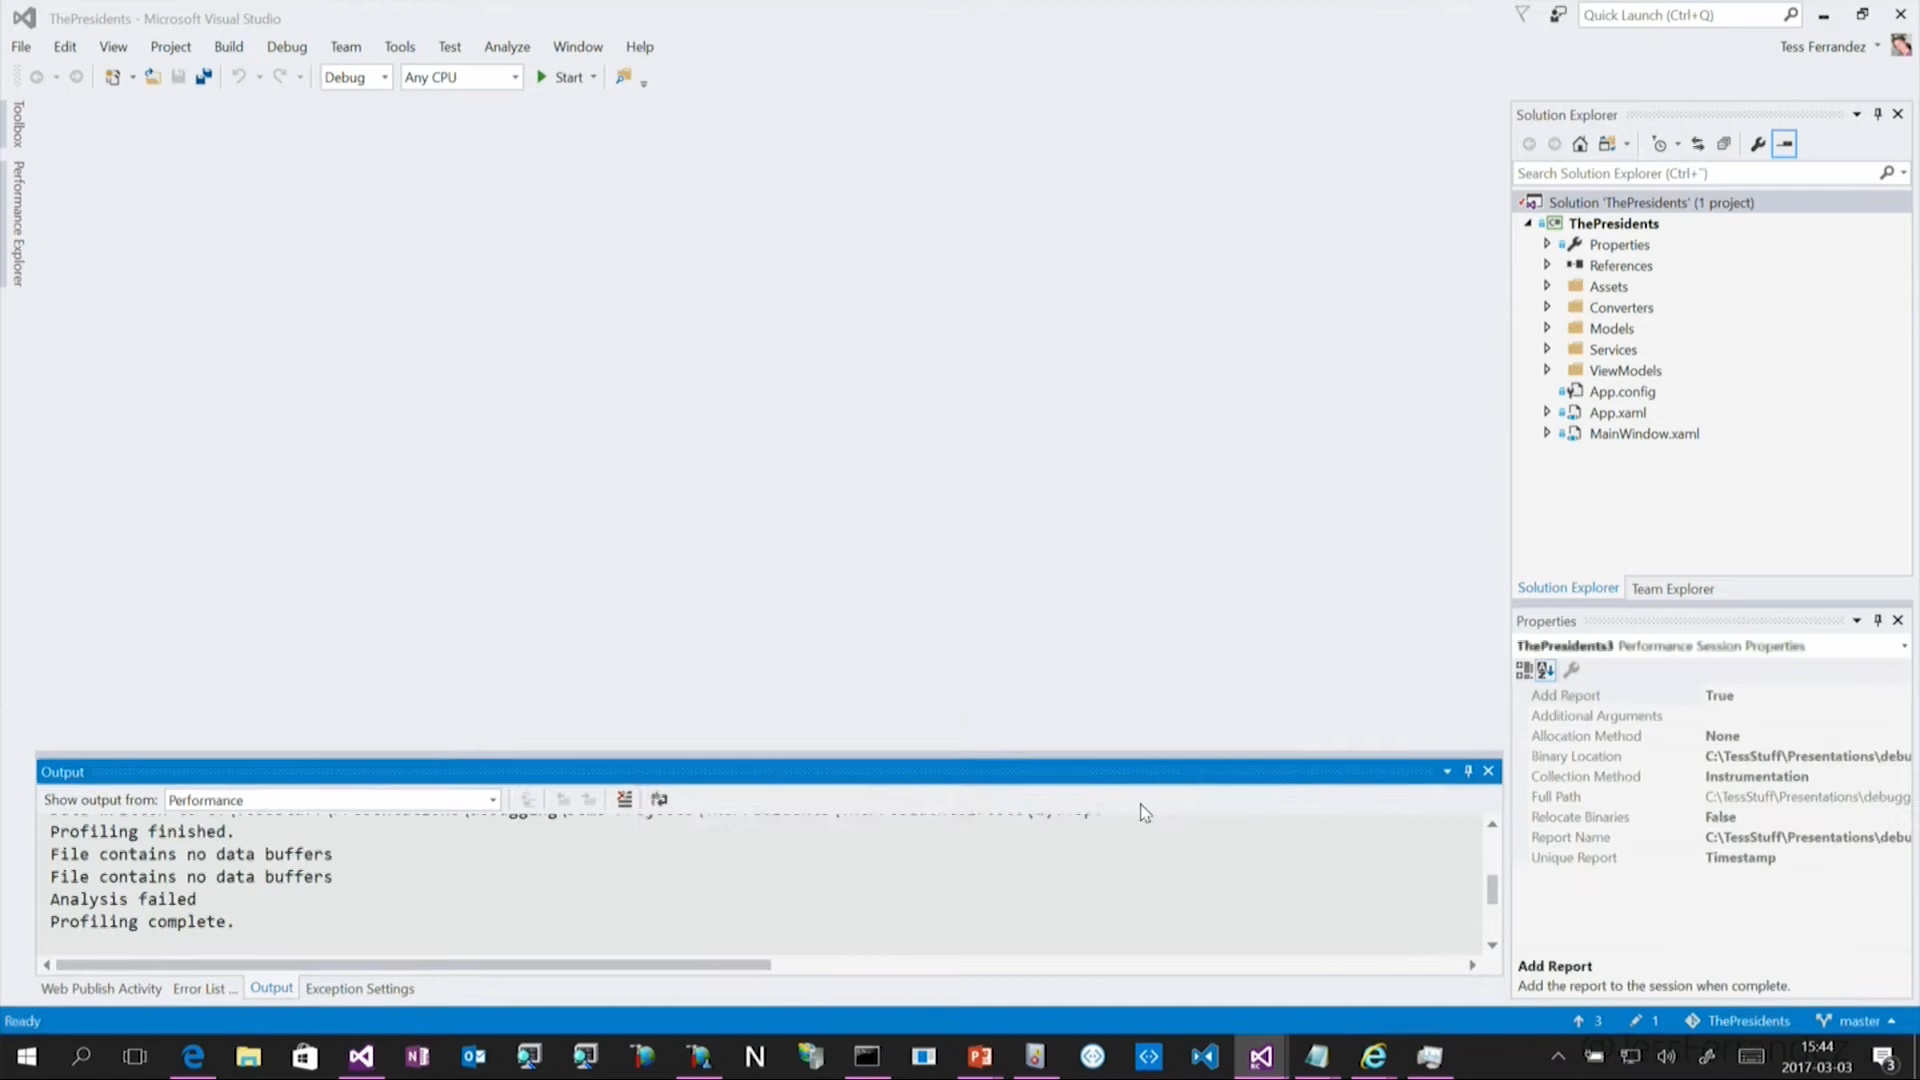 ThePresidents - Microsoft Visual Studio
Quick Launch (Ctrl+Q)
File Edit View Project Build Debug Team Tools Test Analyze Window Help
Tess Ferrandez
Debug Any CPU Start
Toolbox
Performance Explorer
Solution Explorer
Search Solution Explorer (Ctrl+¨)
Solution 'ThePresidents' (1 project)
ThePresidents
Properties
References
Assets
Converters
Models
Services
ViewModels
App.config
App.xaml
MainWindow.xaml
Solution Explorer Team Explorer
Properties
ThePresidents3 Performance Session Properties
Add Report True
Additional Arguments
Allocation Method None
Binary Location C:\TessStuff\Presentations\debu
Collection Method Instrumentation
Full Path C:\TessStuff\Presentations\debugg
Relocate Binaries False
Report Name C:\TessStuff\Presentations\debu
Unique Report Timestamp
Add Report
Add the report to the session when complete.
Output
Show output from: Performance
Profiling finished.
File contains no data buffers
File contains no data buffers
Analysis failed
Profiling complete.
Web Publish Activity Error List ... Output Exception Settings
Ready
3 1 ThePresidents master
15:44
2017-03-03
3